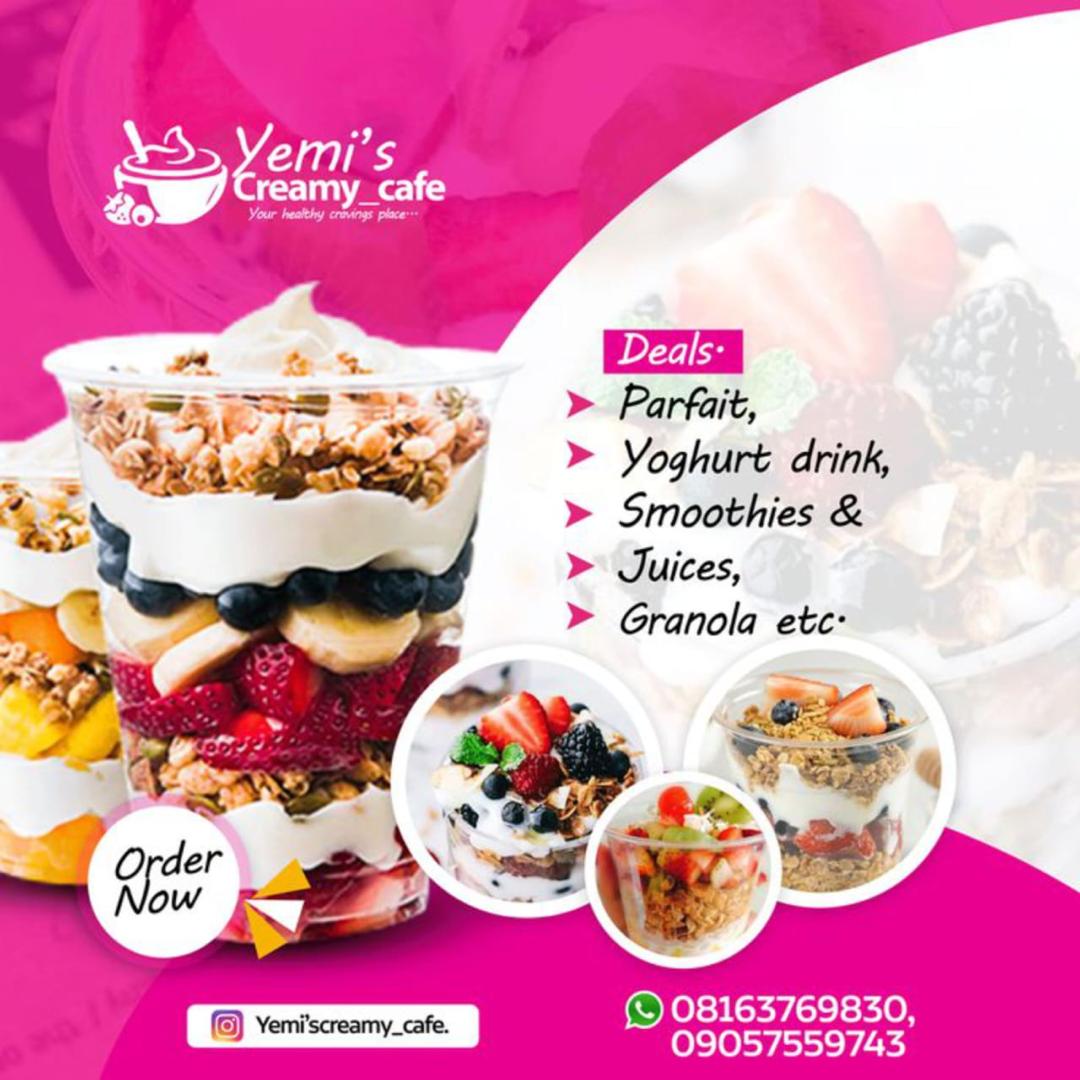 Yemi's
Creamy_cafe
Your healthy cravings place...
Deals.
Parfait,
Yoghurt drink,
Smoothies &
Juices,
Granola etc.
Order
Now
Yemi'screamy_cafe.
08163769830,
09057559743